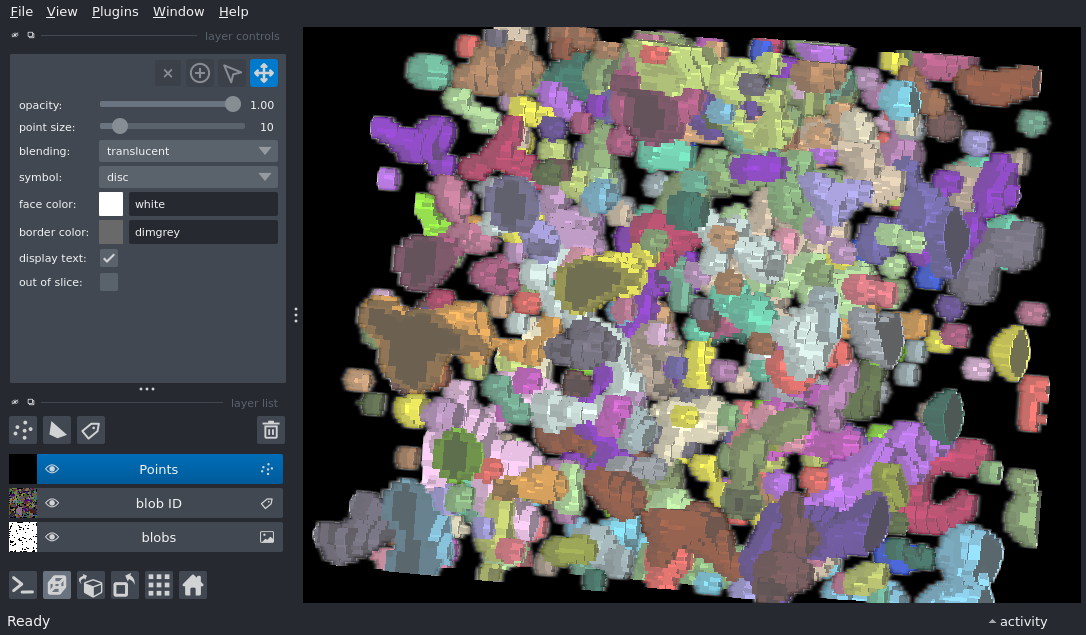 File View Plugins Window Help
layer controls
opacity: 1.00
point size: 10
blending: translucent
symbol: disc
face color: white
border color: dimgrey
display text:
out of slice:
layer list
Points
blob ID
blobs
Ready
activity